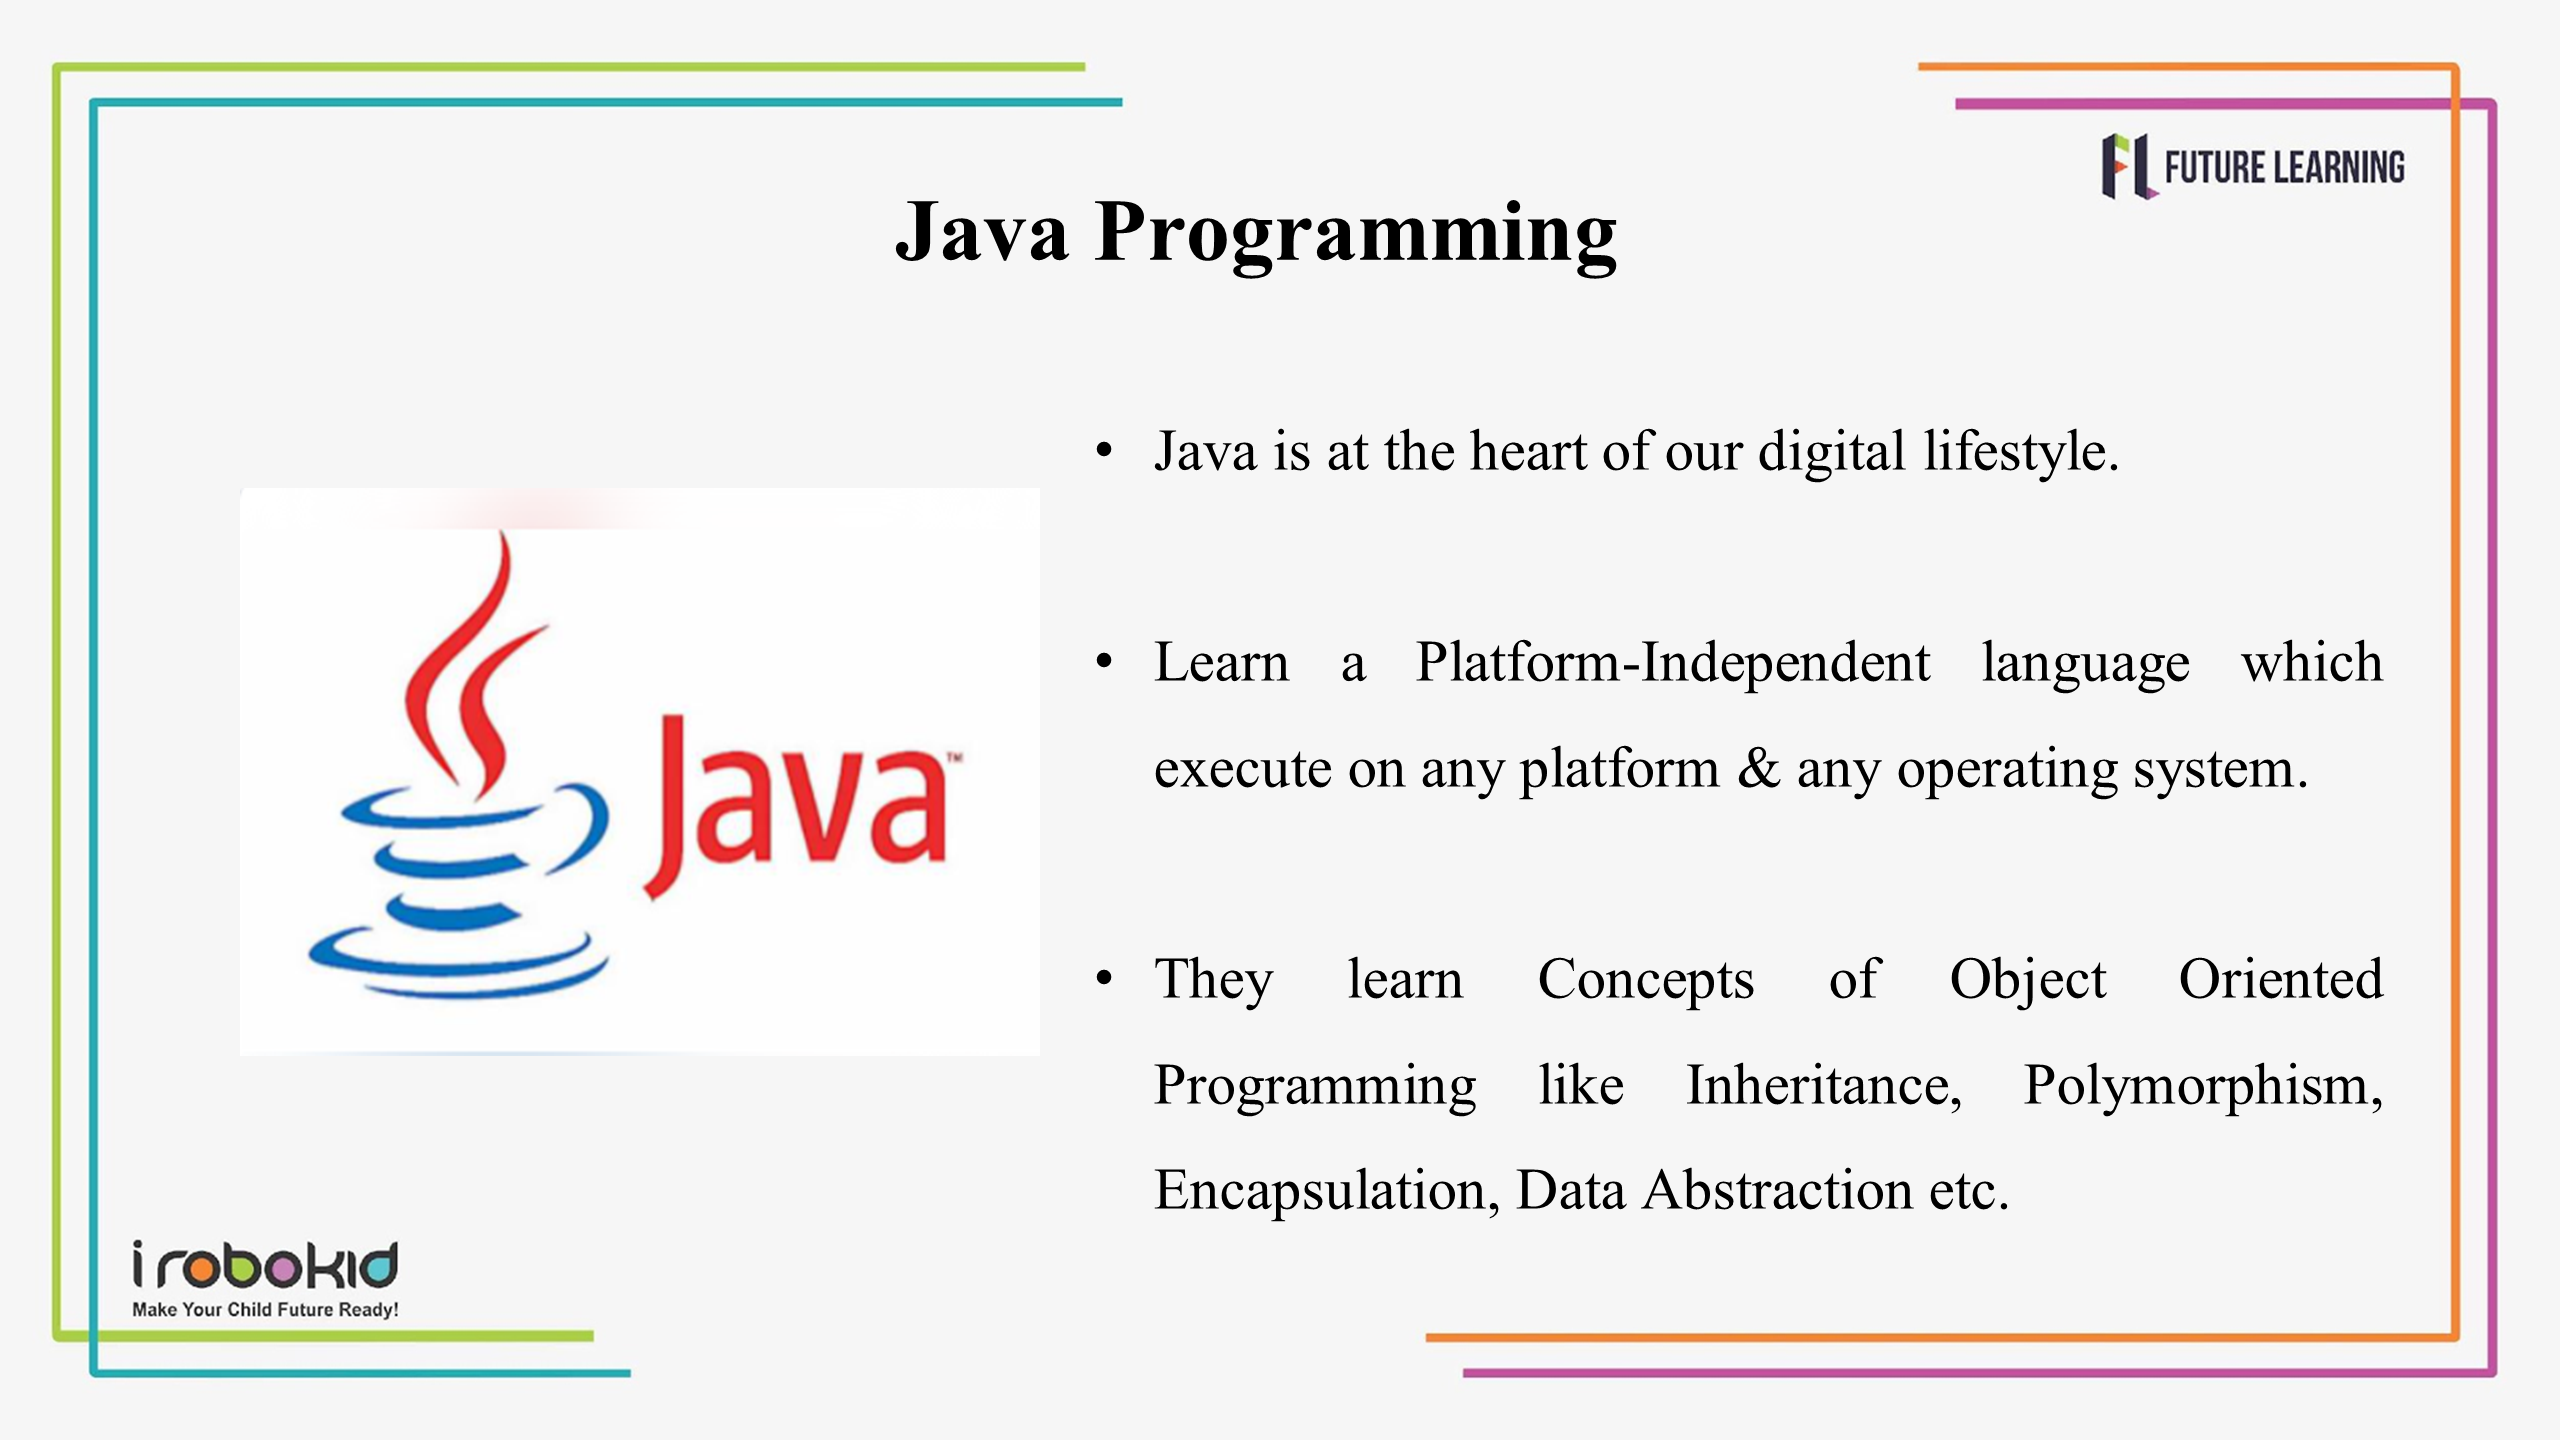 FUTURE LEARNING
Java Programming
• Java is at the heart of our digital lifestyle.
• Learn a Platform-Independent language which
execute on any platform & any operating system.
Java™
• They learn Concepts of Object Oriented
Programming like Inheritance, Polymorphism,
Encapsulation, Data Abstraction etc.
i robokid
Make Your Child Future Ready!